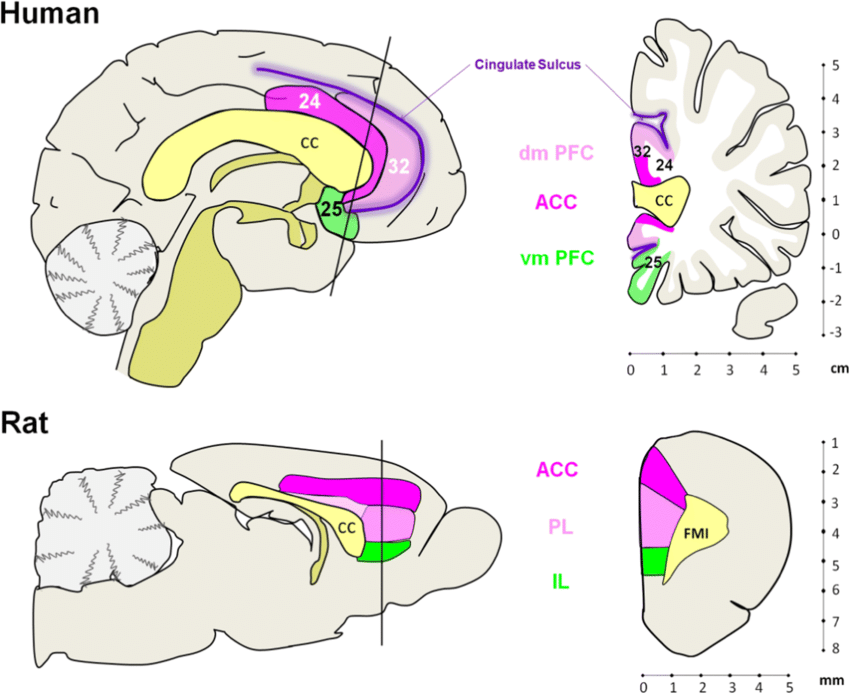 Human
Cingulate Sulcus
24
CC
32
25
dm PFC
ACC
vm PFC
32
24
CC
25
5
4
3
2
1
0
-1
-2
-3
0 1 2 3 4 5 cm
Rat
CC
ACC
PL
IL
FMI
1
2
3
4
5
6
7
8
0 1 2 3 4 5 mm